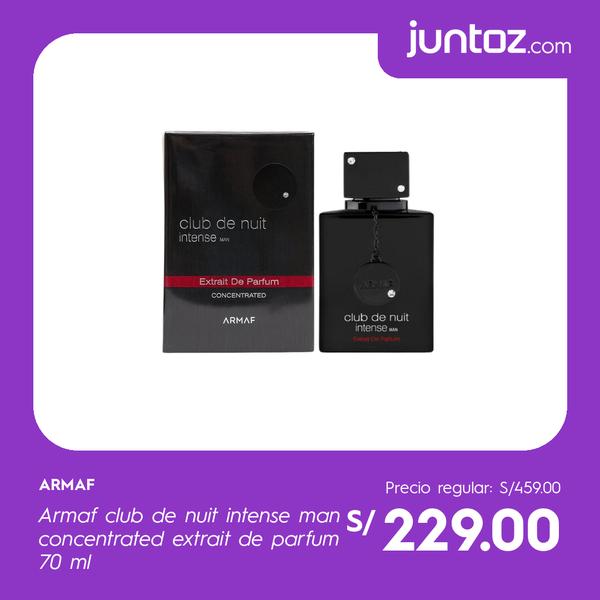 juntoz.com
club de nuit
intense MAN
Extrait De Parfum
CONCENTRATED
ARMAF
ARMAF
club de nuit
intense MAN
Extrait De Parfum
ARMAF
Armaf club de nuit intense man
concentrated extrait de parfum
70 ml
Precio regular: S/459.00
S/ 229.00